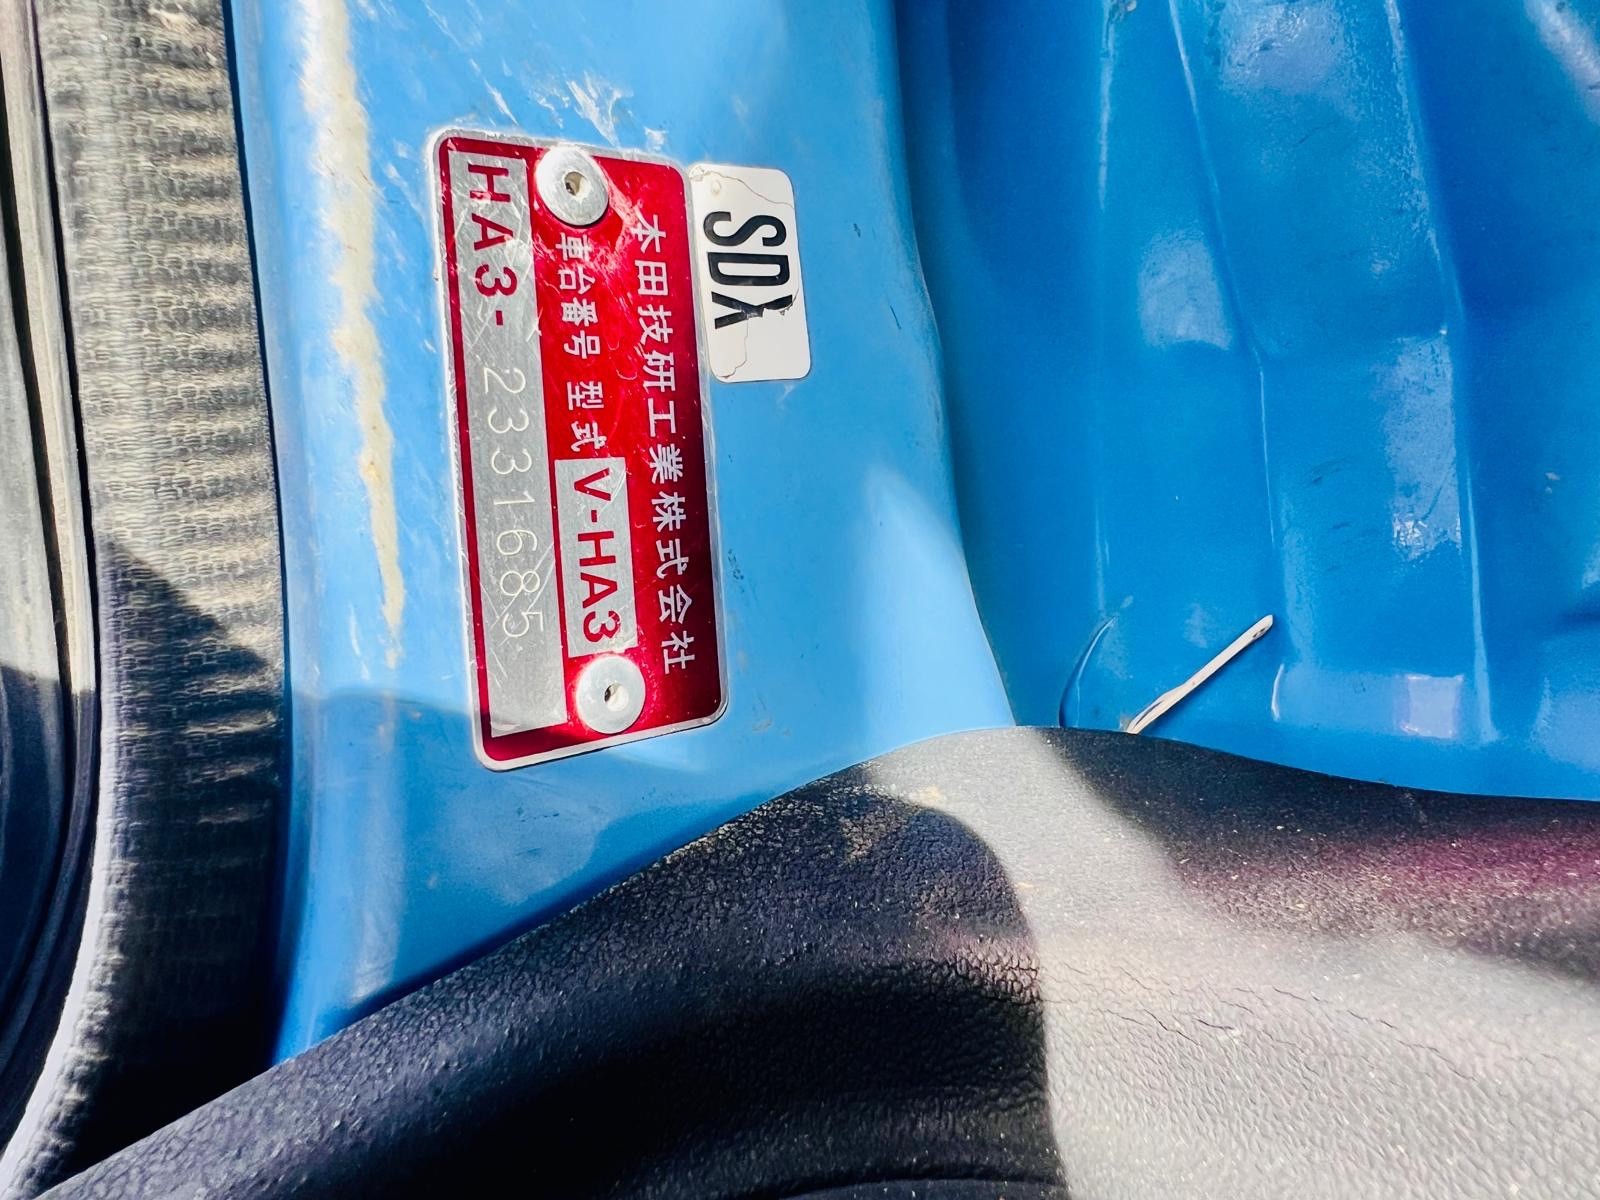 SDX
本田技研工業株式会社
車台番号 型式 V-HA3
HA3-2331685.